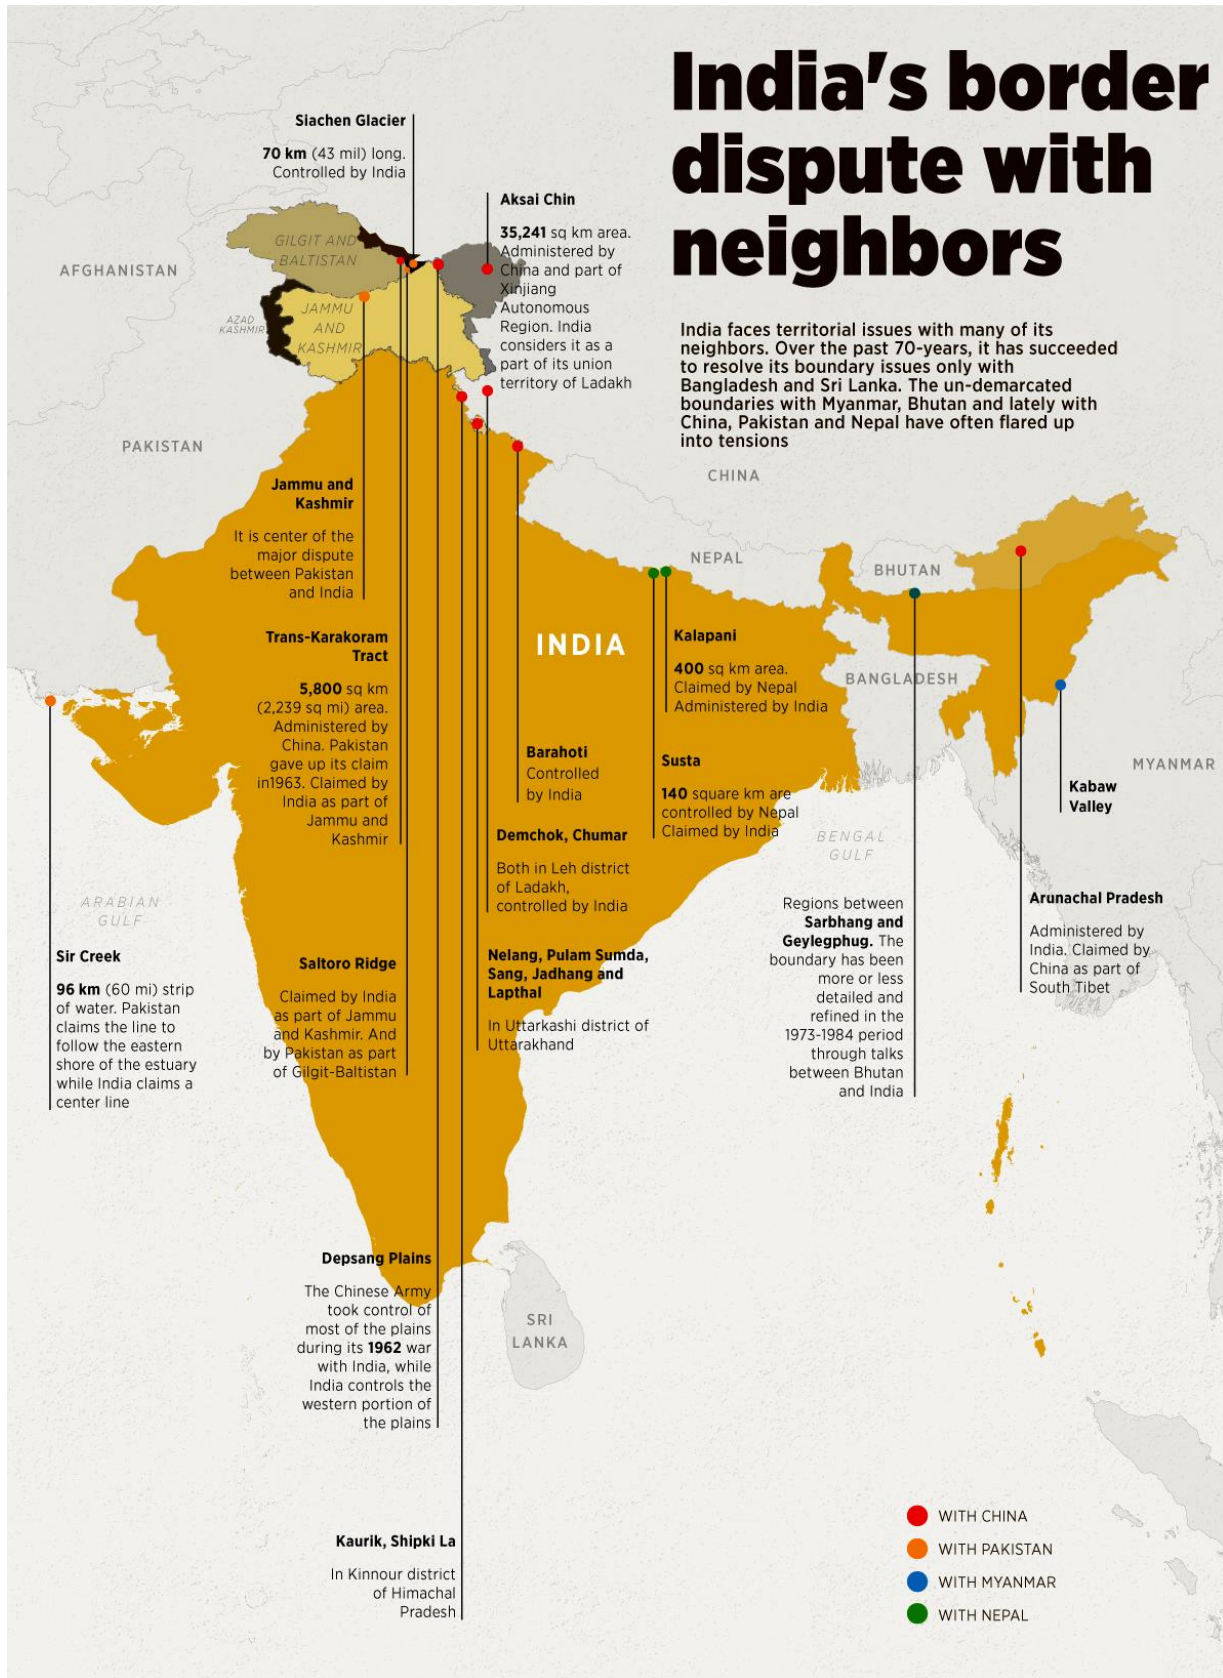 India's border
dispute with
neighbors
India faces territorial issues with many of its
neighbors. Over the past 70-years, it has succeeded
to resolve its boundary issues only with
Bangladesh and Sri Lanka. The un-demarcated
boundaries with Myanmar, Bhutan and lately with
China, Pakistan and Nepal have often flared up
into tensions
Siachen Glacier
70 km (43 mil) long.
Controlled by India
Aksai Chin
35,241 sq km area.
Administered by
China and part of
Xinjiang
Autonomous
Region. India
considers it as a
part of its union
territory of Ladakh
GILGIT AND
BALTISTAN
AFGHANISTAN
AZAD
KASHMIR
JAMMU
AND
KASHMIR
PAKISTAN
CHINA
Jammu and
Kashmir
It is center of the
major dispute
between Pakistan
and India
NEPAL
BHUTAN
INDIA
BANGLADESH
MYANMAR
Trans-Karakoram
Tract
5,800 sq km
(2,239 sq mi) area.
Administered by
China. Pakistan
gave up its claim
in1963. Claimed by
India as part of
Jammu and
Kashmir
Kalapani
400 sq km area.
Claimed by Nepal
Administered by India
Barahoti
Controlled
by India
Susta
140 square km are
controlled by Nepal
Claimed by India
Kabaw
Valley
Demchok, Chumar
Both in Leh district
of Ladakh,
controlled by India
BENGAL
GULF
ARABIAN
GULF
Sir Creek
96 km (60 mi) strip
of water. Pakistan
claims the line to
follow the eastern
shore of the estuary
while India claims a
center line
Saltoro Ridge
Claimed by India
as part of Jammu
and Kashmir. And
by Pakistan as part
of Gilgit-Baltistan
Nelang, Pulam Sumda,
Sang, Jadhang and
Lapthal
In Uttarkashi district of
Uttarakhand
Regions between
Sarbhang and
Geylegphug. The
boundary has been
more or less
detailed and
refined in the
1973-1984 period
through talks
between Bhutan
and India
Arunachal Pradesh
Administered by
India. Claimed by
China as part of
South Tibet
Depsang Plains
The Chinese Army
took control of
most of the plains
during its 1962 war
with India, while
India controls the
western portion of
the plains
SRI
LANKA
Kaurik, Shipki La
In Kinnour district
of Himachal
Pradesh
WITH CHINA
WITH PAKISTAN
WITH MYANMAR
WITH NEPAL